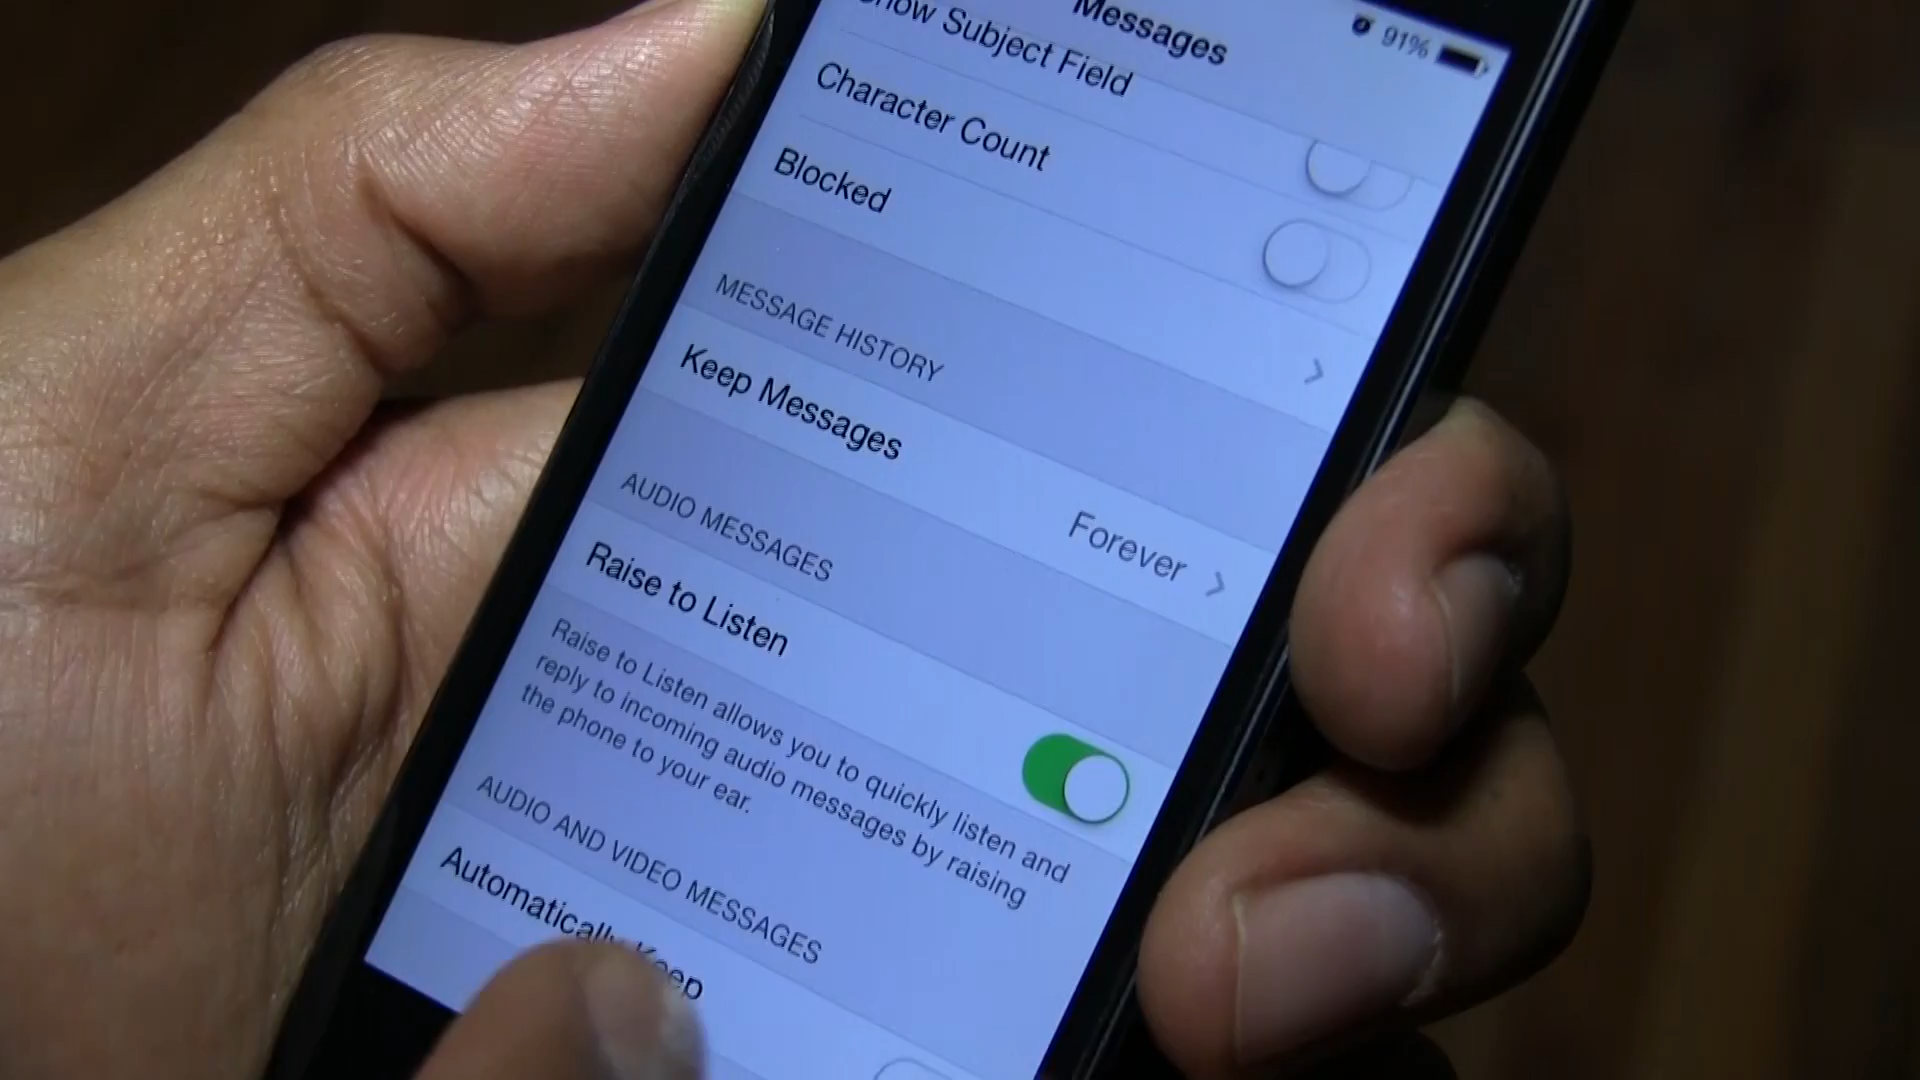 Messages
91%
Show Subject Field
Character Count
Blocked
MESSAGE HISTORY
Keep Messages
Forever
AUDIO MESSAGES
Raise to Listen
Raise to Listen allows you to quickly listen and
reply to incoming audio messages by raising
the phone to your ear.
AUDIO AND VIDEO MESSAGES
Automatically Keep